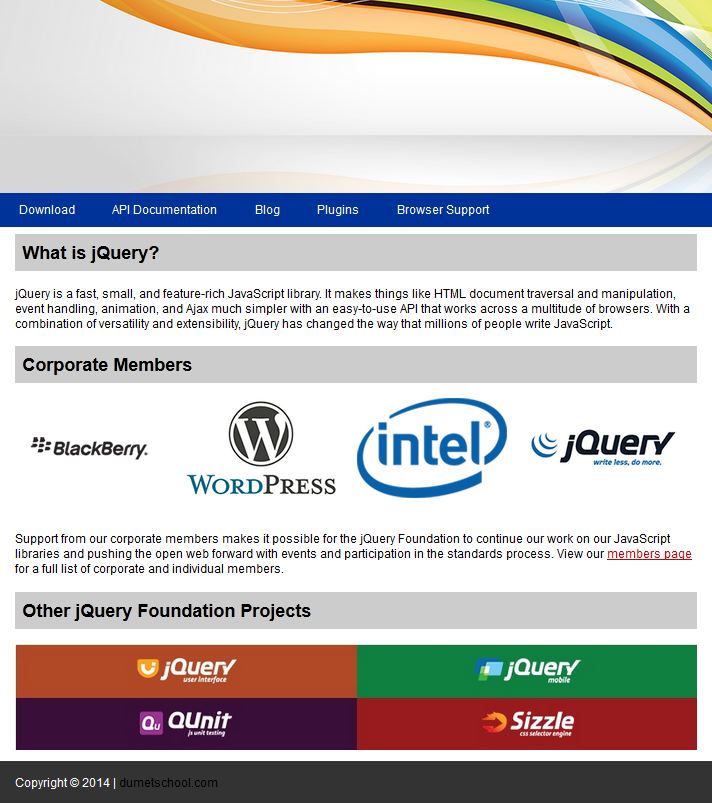 Download API Documentation Blog Plugins Browser Support
What is jQuery?
jQuery is a fast, small, and feature-rich JavaScript library. It makes things like HTML document traversal and manipulation,
event handling, animation, and Ajax much simpler with an easy-to-use API that works across a multitude of browsers. With a
combination of versatility and extensibility, jQuery has changed the way that millions of people write JavaScript.
Corporate Members
BlackBerry.
W
WORDPRESS
intel®
jQuery
write less, do more.
Support from our corporate members makes it possible for the jQuery Foundation to continue our work on our JavaScript
libraries and pushing the open web forward with events and participation in the standards process. View our members page
for a full list of corporate and individual members.
Other jQuery Foundation Projects
jQuery
user interface
jQuery
mobile
Qu QUnit
js unit testing
Sizzle
css selector engine
Copyright © 2014 | dumetschool.com